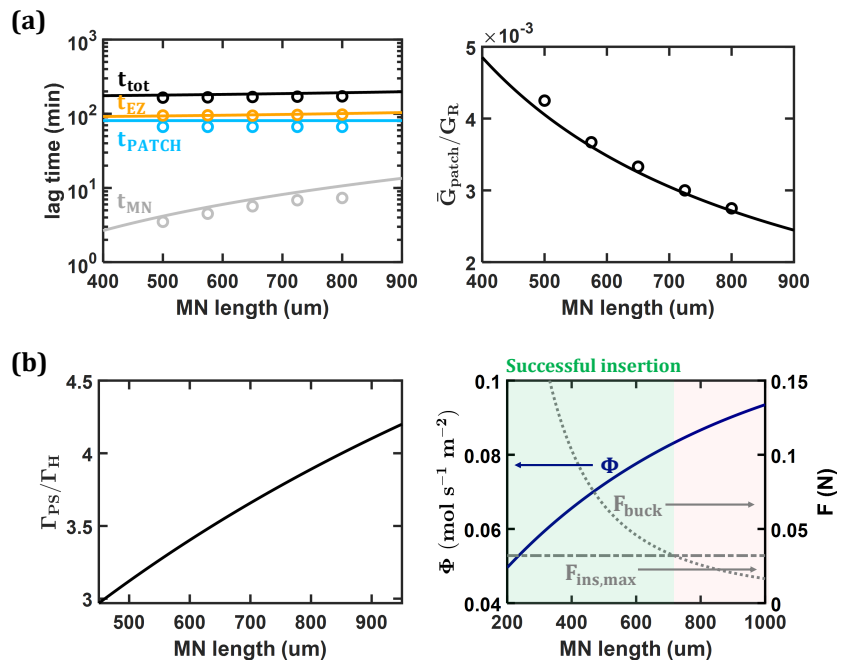 (a)
10³
10²
10¹
10⁰
lag time (min)
t_tot
t_EZ
t_PATCH
t_MN
400 500 600 700 800 900
MN length (um)
×10⁻³
5
4
3
2
Ḡ_patch/G_R
400 500 600 700 800 900
MN length (um)
(b)
4.5
4
3.5
3
Γ_PS/Γ_H
500 600 700 800 900
MN length (um)
Successful insertion
0.1
0.08
0.06
0.04
Φ (mol s⁻¹ m⁻²)
Φ
F_buck
F_ins,max
0.15
0.1
0.05
0
F (N)
200 400 600 800 1000
MN length (um)